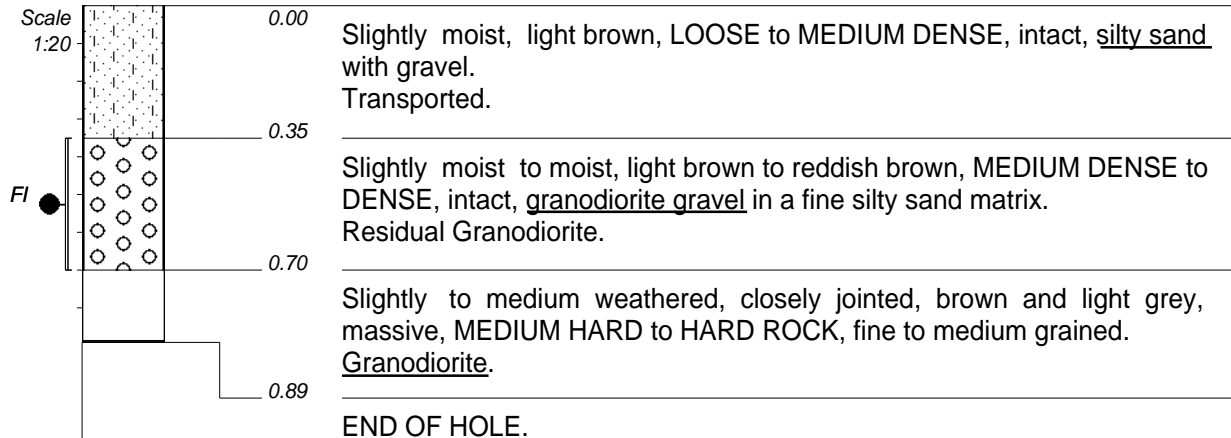 Scale
1:20
0.00
Slightly moist, light brown, LOOSE to MEDIUM DENSE, intact, silty sand
with gravel.
Transported.
0.35
Slightly moist to moist, light brown to reddish brown, MEDIUM DENSE to
DENSE, intact, granodiorite gravel in a fine silty sand matrix.
Residual Granodiorite.
FI
0.70
Slightly to medium weathered, closely jointed, brown and light grey,
massive, MEDIUM HARD to HARD ROCK, fine to medium grained.
Granodiorite.
0.89
END OF HOLE.